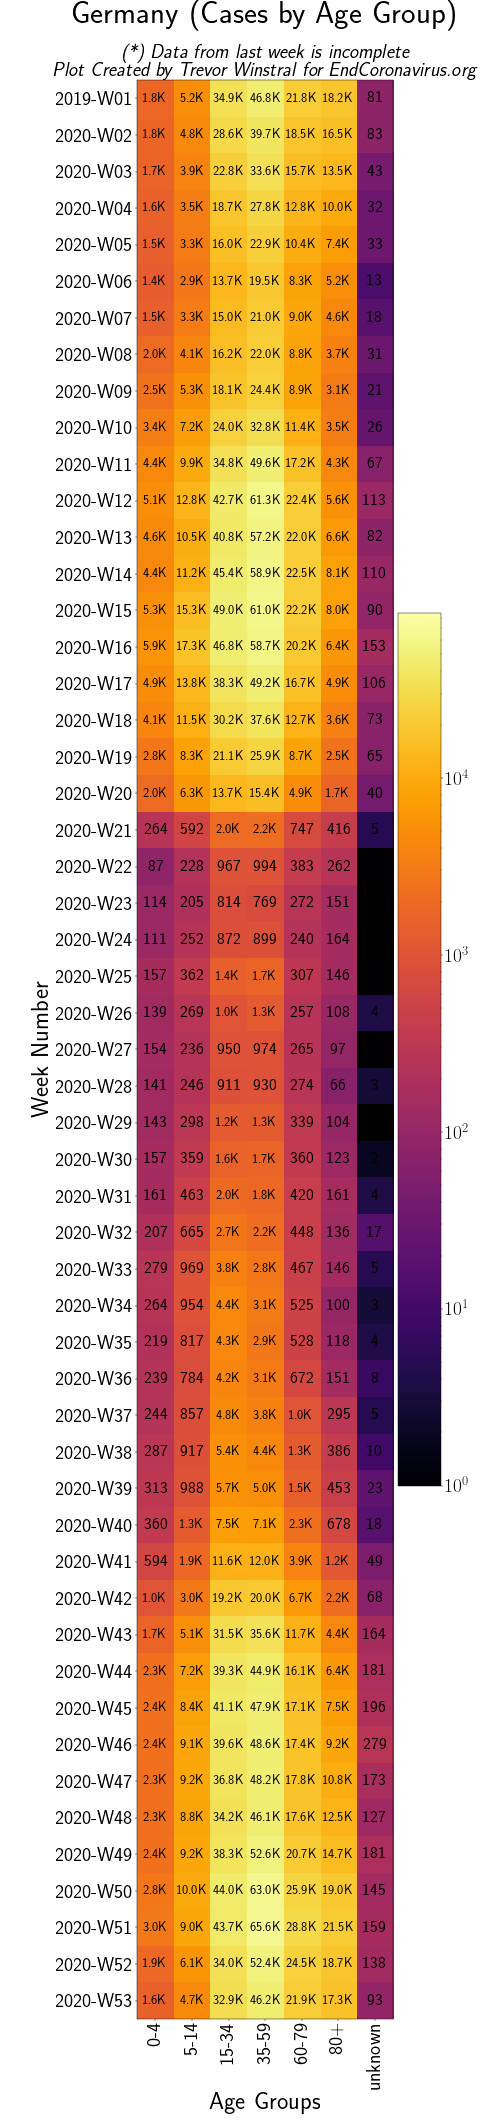 Germany (Cases by Age Group)
(*) Data from last week is incomplete
Plot Created by Trevor Winstral for EndCoronavirus.org
2019-W01 1.8K 5.2K 34.9K 46.8K 21.8K 18.2K 81
2020-W02 1.8K 4.8K 28.6K 39.7K 18.5K 16.5K 83
2020-W03 1.7K 3.9K 22.8K 33.6K 15.7K 13.5K 43
2020-W04 1.6K 3.5K 18.7K 27.8K 12.8K 10.0K 32
2020-W05 1.5K 3.3K 16.0K 22.9K 10.4K 7.4K 33
2020-W06 1.4K 2.9K 13.7K 19.5K 8.3K 5.2K 13
2020-W07 1.5K 3.3K 15.0K 21.0K 9.0K 4.6K 18
2020-W08 2.0K 4.1K 16.2K 22.0K 8.8K 3.7K 31
2020-W09 2.5K 5.3K 18.1K 24.4K 8.9K 3.1K 21
2020-W10 3.4K 7.2K 24.0K 32.8K 11.4K 3.5K 26
2020-W11 4.4K 9.9K 34.8K 49.6K 17.2K 4.3K 67
2020-W12 5.1K 12.8K 42.7K 61.3K 22.4K 5.6K 113
2020-W13 4.6K 10.5K 40.8K 57.2K 22.0K 6.6K 82
2020-W14 4.4K 11.2K 45.4K 58.9K 22.5K 8.1K 110
2020-W15 5.3K 15.3K 49.0K 61.0K 22.2K 8.0K 90
2020-W16 5.9K 17.3K 46.8K 58.7K 20.2K 6.4K 153
2020-W17 4.9K 13.8K 38.3K 49.2K 16.7K 4.9K 106
2020-W18 4.1K 11.5K 30.2K 37.6K 12.7K 3.6K 73
2020-W19 2.8K 8.3K 21.1K 25.9K 8.7K 2.5K 65
2020-W20 2.0K 6.3K 13.7K 15.4K 4.9K 1.7K 40
2020-W21 264 592 2.0K 2.2K 747 416 5
2020-W22 87 228 967 994 383 262
2020-W23 114 205 814 769 272 151
2020-W24 111 252 872 899 240 164
2020-W25 157 362 1.4K 1.7K 307 146
2020-W26 139 269 1.0K 1.3K 257 108 4
2020-W27 154 236 950 974 265 97
2020-W28 141 246 911 930 274 66 3
2020-W29 143 298 1.2K 1.3K 339 104
2020-W30 157 359 1.6K 1.7K 360 123 2
2020-W31 161 463 2.0K 1.8K 420 161 4
2020-W32 207 665 2.7K 2.2K 448 136 17
2020-W33 279 969 3.8K 2.8K 467 146 5
2020-W34 264 954 4.4K 3.1K 525 100 3
2020-W35 219 817 4.3K 2.9K 528 118 4
2020-W36 239 784 4.2K 3.1K 672 151 8
2020-W37 244 857 4.8K 3.8K 1.0K 295 5
2020-W38 287 917 5.4K 4.4K 1.3K 386 10
2020-W39 313 988 5.7K 5.0K 1.5K 453 23
2020-W40 360 1.3K 7.5K 7.1K 2.3K 678 18
2020-W41 594 1.9K 11.6K 12.0K 3.9K 1.2K 49
2020-W42 1.0K 3.0K 19.2K 20.0K 6.7K 2.2K 68
2020-W43 1.7K 5.1K 31.5K 35.6K 11.7K 4.4K 164
2020-W44 2.3K 7.2K 39.3K 44.9K 16.1K 6.4K 181
2020-W45 2.4K 8.4K 41.1K 47.9K 17.1K 7.5K 196
2020-W46 2.4K 9.1K 39.6K 48.6K 17.4K 9.2K 279
2020-W47 2.3K 9.2K 36.8K 48.2K 17.8K 10.8K 173
2020-W48 2.3K 8.8K 34.2K 46.1K 17.6K 12.5K 127
2020-W49 2.4K 9.2K 38.3K 52.6K 20.7K 14.7K 181
2020-W50 2.8K 10.0K 44.0K 63.0K 25.9K 19.0K 145
2020-W51 3.0K 9.0K 43.7K 65.6K 28.8K 21.5K 159
2020-W52 1.9K 6.1K 34.0K 52.4K 24.5K 18.7K 138
2020-W53 1.6K 4.7K 32.9K 46.2K 21.9K 17.3K 93
0-4 5-14 15-34 35-59 60-79 80+ unknown
Age Groups
Week Number
10⁴
10³
10²
10¹
10⁰